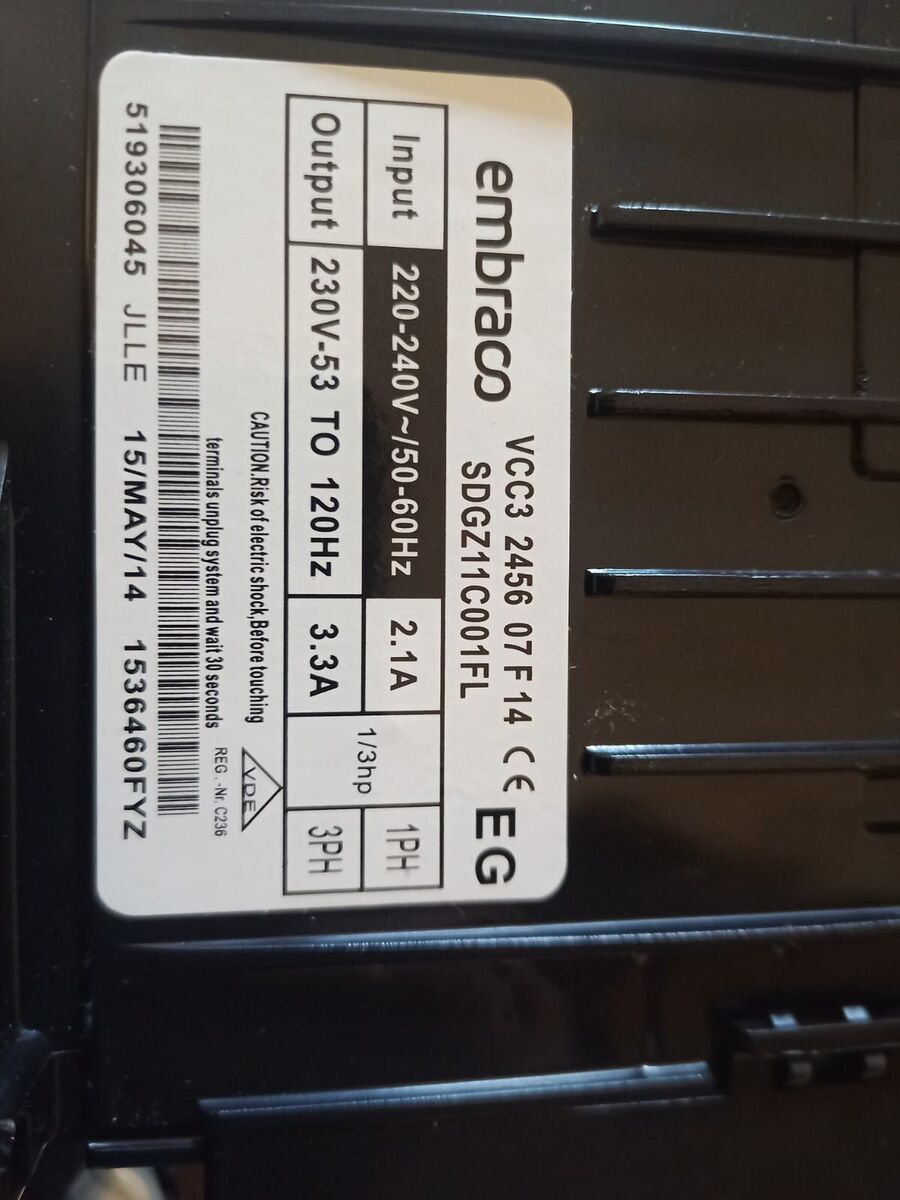 embraco VCC3 2456 07 F 14 CE EG
SDGZ11C001FL
Input 220-240V~/50-60Hz 2.1A 1/3hp 1PH
Output 230V-53 TO 120Hz 3.3A 3PH
CAUTION.Risk of electric shock,Before touching
terminals unplug system and wait 30 seconds
VDE
REG.-Nr. C236
519306045 JLLE 15/MAY/14 1536460FYZ